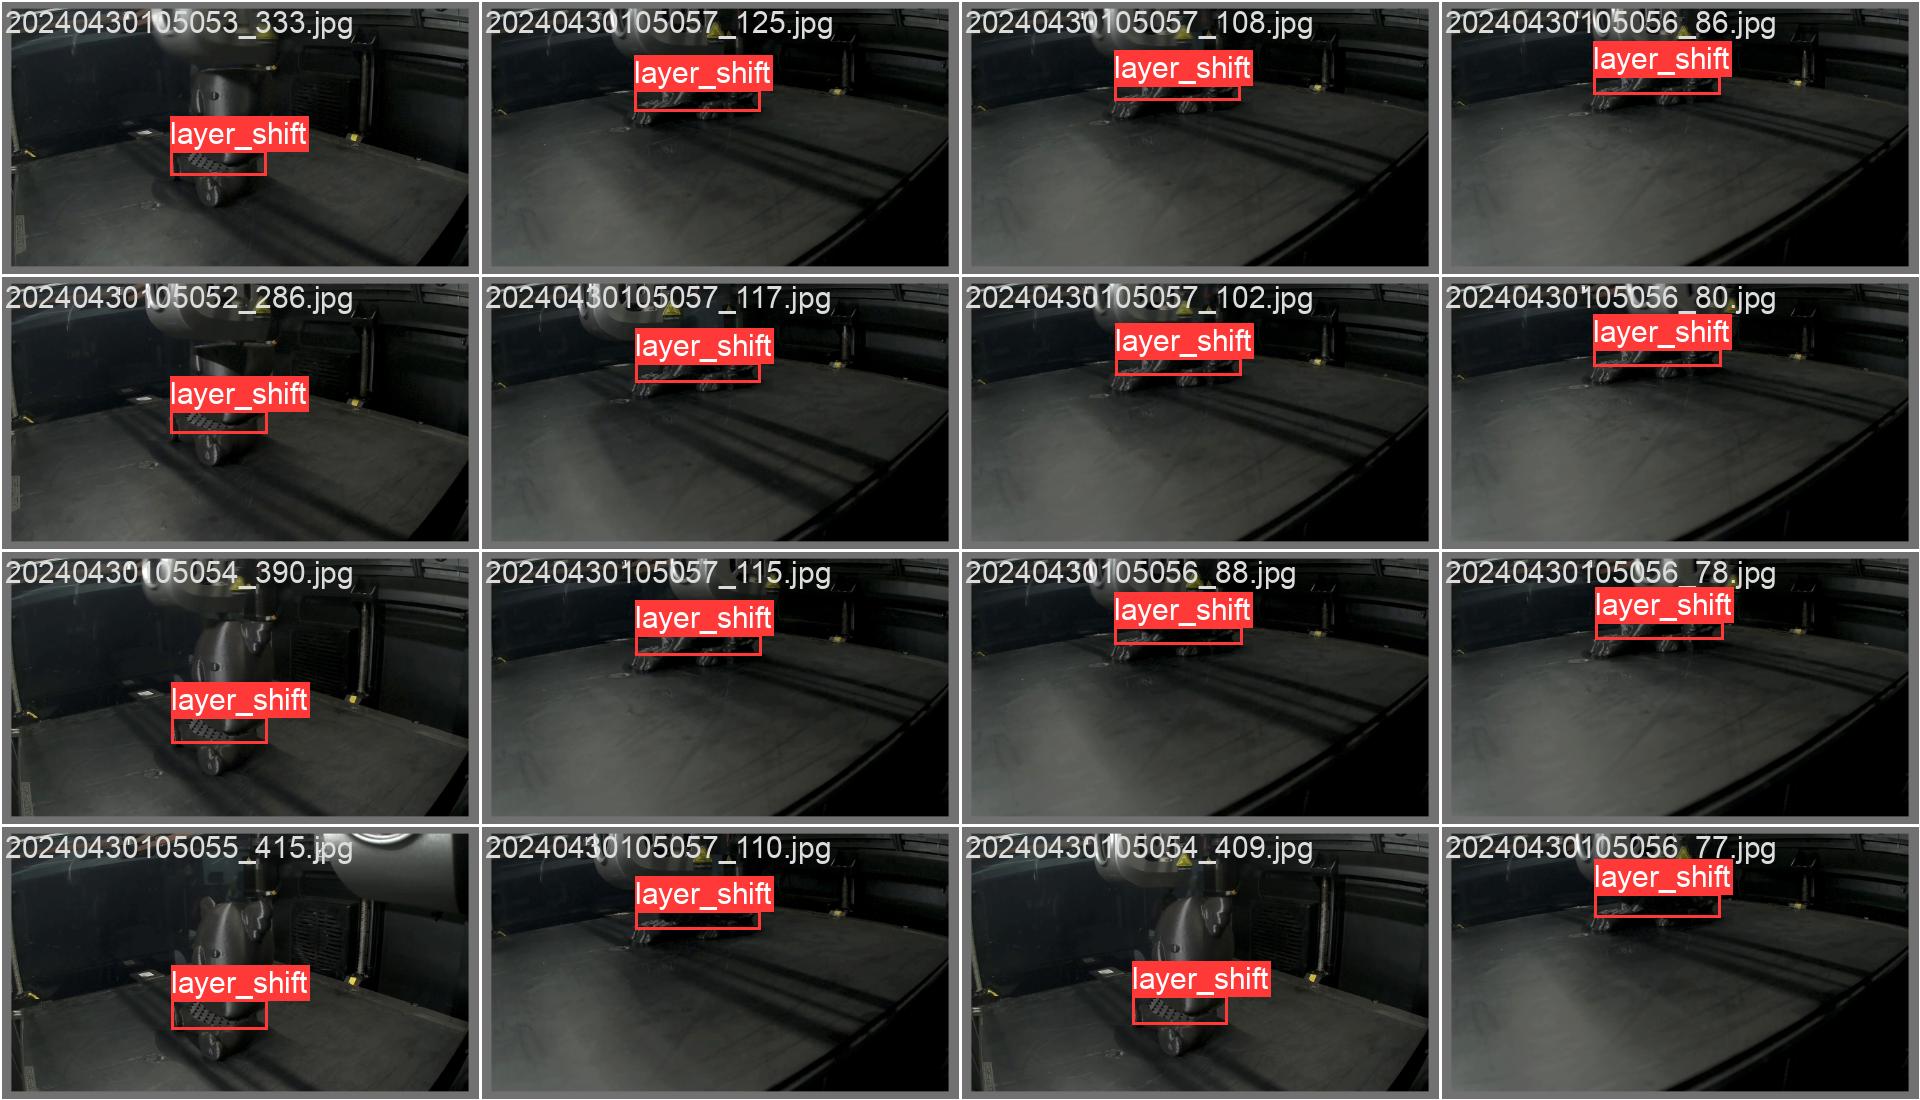 20240430105053_333.jpg
layer_shift
20240430105057_125.jpg
layer_shift
20240430105057_108.jpg
layer_shift
20240430105056_86.jpg
layer_shift
20240430105052_286.jpg
layer_shift
20240430105057_117.jpg
layer_shift
20240430105057_102.jpg
layer_shift
20240430105056_80.jpg
layer_shift
20240430105054_390.jpg
layer_shift
20240430105057_115.jpg
layer_shift
20240430105056_88.jpg
layer_shift
20240430105056_78.jpg
layer_shift
20240430105055_415.jpg
layer_shift
20240430105057_110.jpg
layer_shift
20240430105054_409.jpg
layer_shift
20240430105056_77.jpg
layer_shift